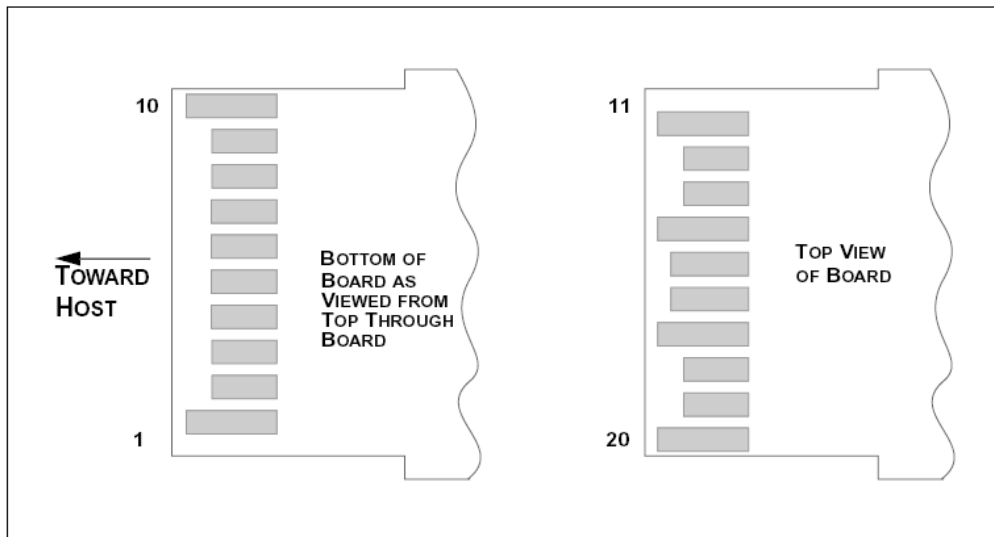 10
1
TOWARD
HOST
BOTTOM OF
BOARD AS
VIEWED FROM
TOP THROUGH
BOARD
11
20
TOP VIEW
OF BOARD